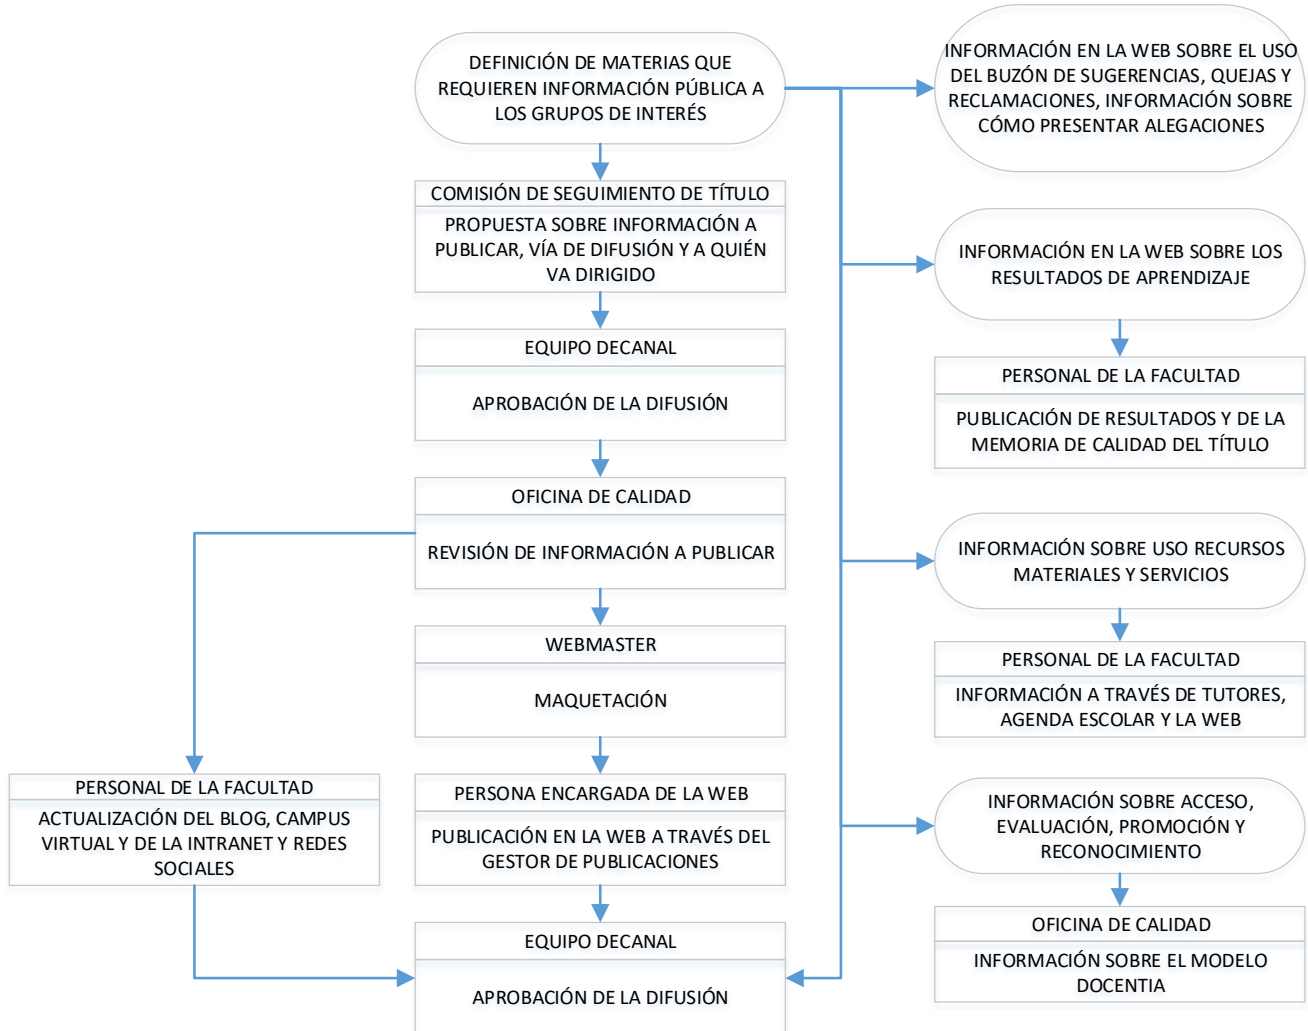 DEFINICIÓN DE MATERIAS QUE
REQUIEREN INFORMACIÓN PÚBLICA A
LOS GRUPOS DE INTERÉS
COMISIÓN DE SEGUIMIENTO DE TÍTULO
PROPUESTA SOBRE INFORMACIÓN A
PUBLICAR, VÍA DE DIFUSIÓN Y A QUIÉN
VA DIRIGIDO
EQUIPO DECANAL
APROBACIÓN DE LA DIFUSIÓN
OFICINA DE CALIDAD
REVISIÓN DE INFORMACIÓN A PUBLICAR
WEBMASTER
MAQUETACIÓN
PERSONAL DE LA FACULTAD
ACTUALIZACIÓN DEL BLOG, CAMPUS
VIRTUAL Y DE LA INTRANET Y REDES
SOCIALES
PERSONA ENCARGADA DE LA WEB
PUBLICACIÓN EN LA WEB A TRAVÉS DEL
GESTOR DE PUBLICACIONES
EQUIPO DECANAL
APROBACIÓN DE LA DIFUSIÓN
INFORMACIÓN EN LA WEB SOBRE EL USO
DEL BUZÓN DE SUGERENCIAS, QUEJAS Y
RECLAMACIONES, INFORMACIÓN SOBRE
CÓMO PRESENTAR ALEGACIONES
INFORMACIÓN EN LA WEB SOBRE LOS
RESULTADOS DE APRENDIZAJE
PERSONAL DE LA FACULTAD
PUBLICACIÓN DE RESULTADOS Y DE LA
MEMORIA DE CALIDAD DEL TÍTULO
INFORMACIÓN SOBRE USO RECURSOS
MATERIALES Y SERVICIOS
PERSONAL DE LA FACULTAD
INFORMACIÓN A TRAVÉS DE TUTORES,
AGENDA ESCOLAR Y LA WEB
INFORMACIÓN SOBRE ACCESO,
EVALUACIÓN, PROMOCIÓN Y
RECONOCIMIENTO
OFICINA DE CALIDAD
INFORMACIÓN SOBRE EL MODELO
DOCENTIA